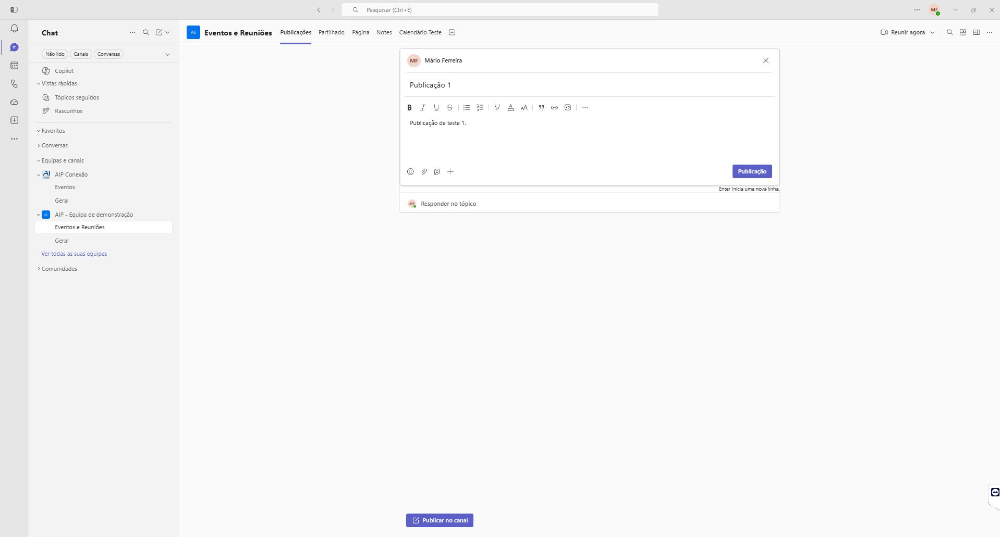 Pesquisar (Ctrl+E)
MF
Chat
Não lido
Canais
Conversas
Copilot
Vistas rápidas
Tópicos seguidos
Rascunhos
Favoritos
Conversas
Equipas e canais
AIP Conexão
Eventos
Geral
AE AIP - Equipa de demonstração
Eventos e Reuniões
Geral
Ver todas as suas equipas
Comunidades
AE Eventos e Reuniões Publicações Partilhado Página Notes Calendário Teste
Reunir agora
MF Mário Ferreira
Publicação 1
Publicação de teste 1.
Publicação
Enter inicia uma nova linha.
MF Responder no tópico
Publicar no canal